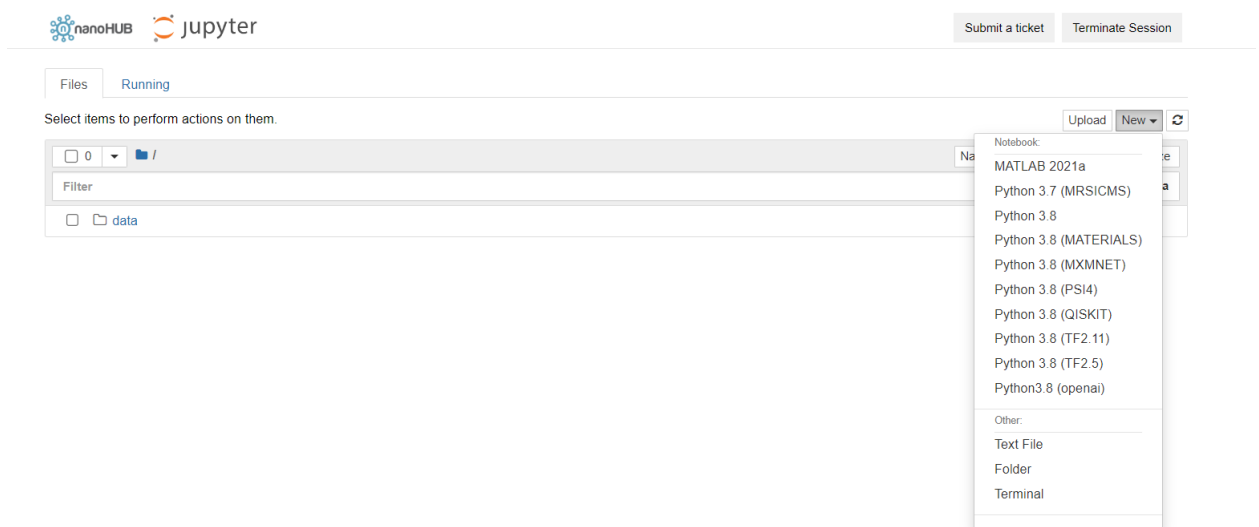 nanoHUB jupyter Submit a ticket Terminate Session
Files Running
Select items to perform actions on them.
Upload New
0 /
Filter
data
Notebook:
MATLAB 2021a
Python 3.7 (MRSICMS)
Python 3.8
Python 3.8 (MATERIALS)
Python 3.8 (MXMNET)
Python 3.8 (PSI4)
Python 3.8 (QISKIT)
Python 3.8 (TF2.11)
Python 3.8 (TF2.5)
Python3.8 (openai)
Other:
Text File
Folder
Terminal